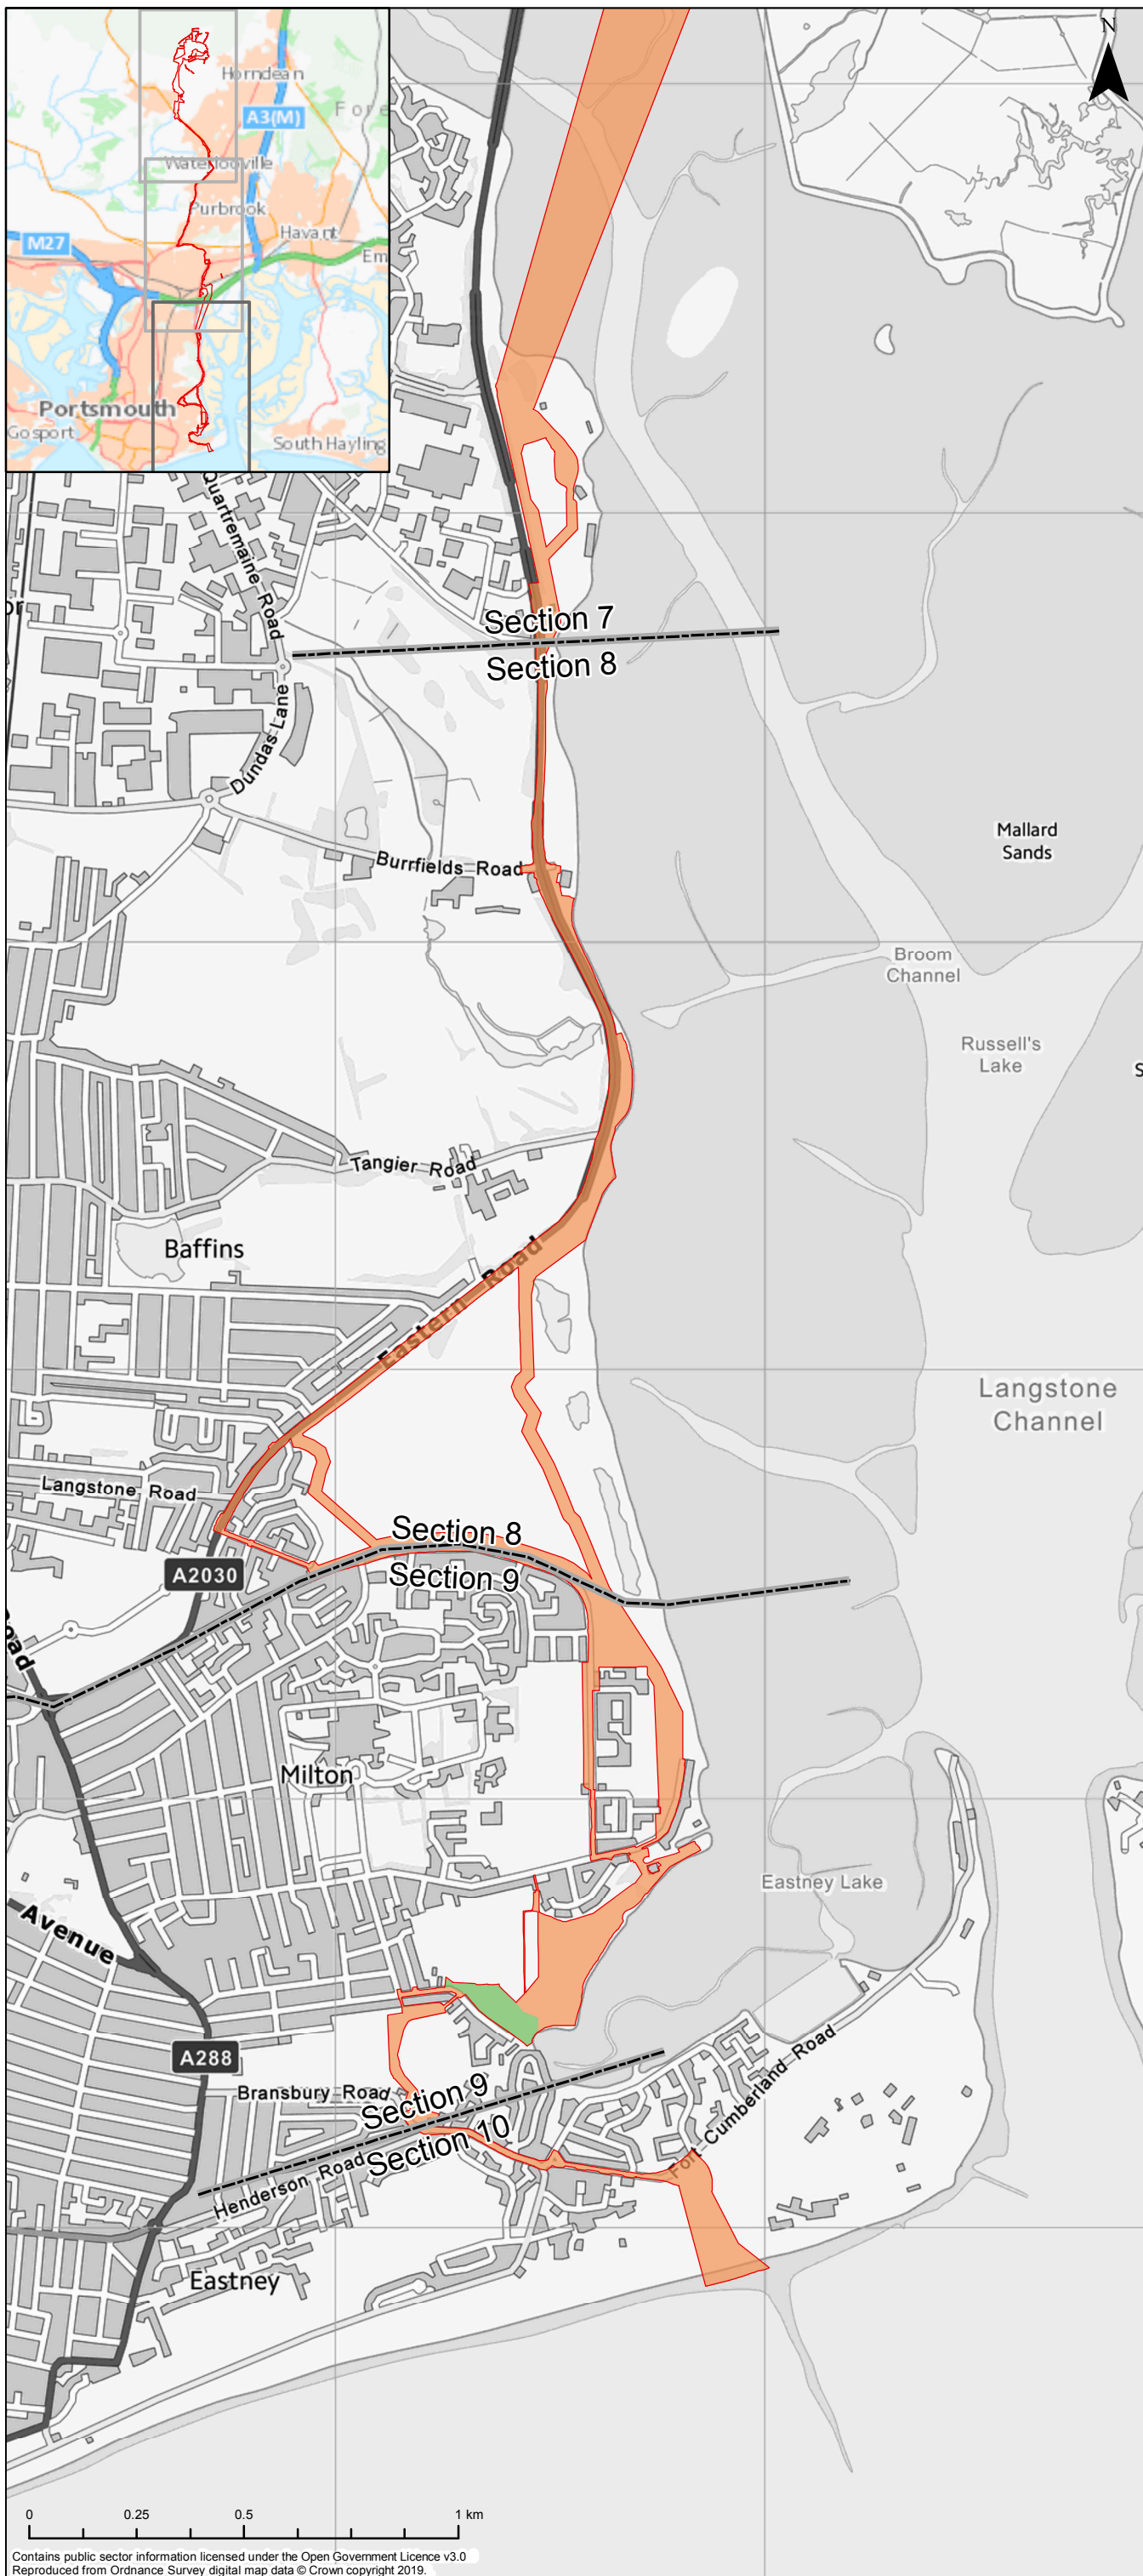 N
Horndean
Fore
A3(M)
Waterlooville
Purbrook
Havant
M27
Em
Portsmouth
Gosport
South Hayling
Quartremaine Road
or
Section 7
Section 8
Dundas Lane
Mallard
Sands
Burrfields Road
Broom
Channel
Russell's
Lake
S
Tangier Road
Baffins
Eastern Road
Langstone
Channel
Langstone Road
Section 8
A2030
Section 9
oad
Milton
Eastney Lake
Avenue
A288
Bransbury Road
Section 9
Section 10
Fort Cumberland Road
Henderson Road
Eastney
0 0.25 0.5 1 km
Contains public sector information licensed under the Open Government Licence v3.0
Reproduced from Ordnance Survey digital map data © Crown copyright 2019.